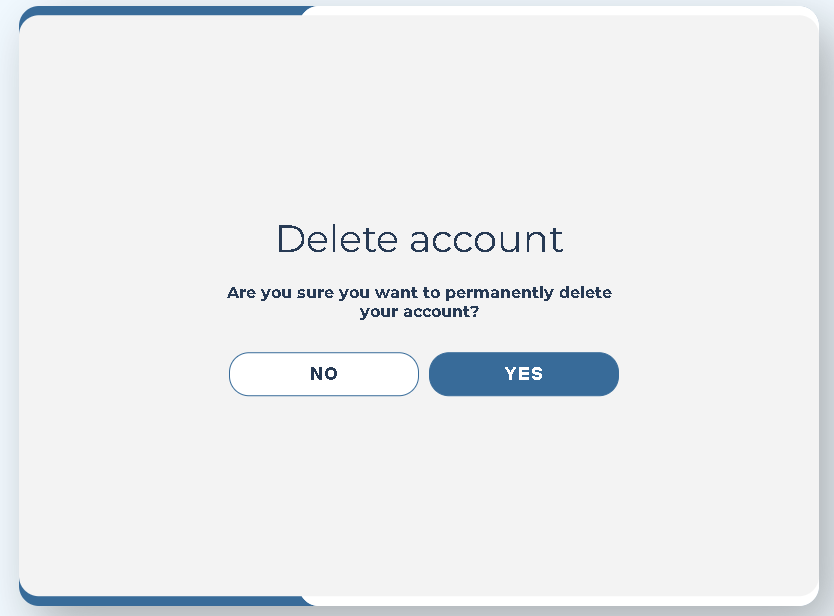 Delete account
Are you sure you want to permanently delete
your account?
NO
YES